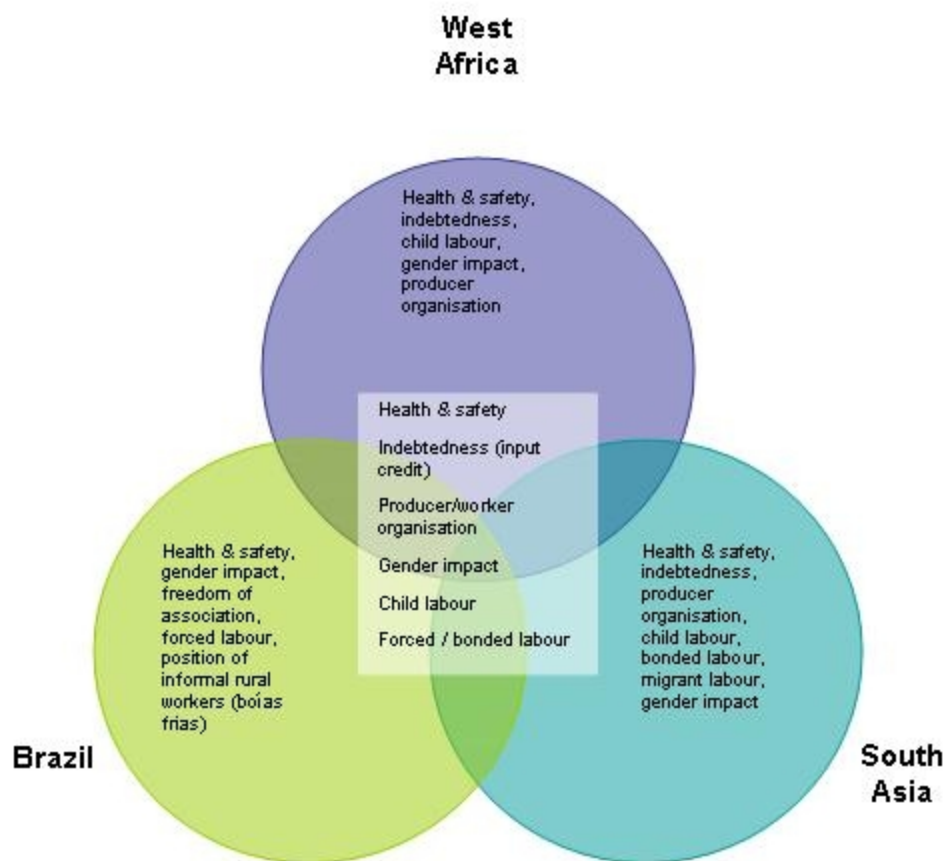 West
Africa
Health & safety,
indebtedness,
child labour,
gender impact,
producer
organisation
Health & safety
Indebtedness (input
credit)
Producer/worker
organisation
Gender impact
Child labour
Forced / bonded labour
Health & safety,
gender impact,
freedom of
association,
forced labour,
position of
informal rural
workers (boías
frias)
Health & safety,
indebtedness,
producer
organisation,
child labour,
bonded labour,
migrant labour,
gender impact
Brazil
South
Asia